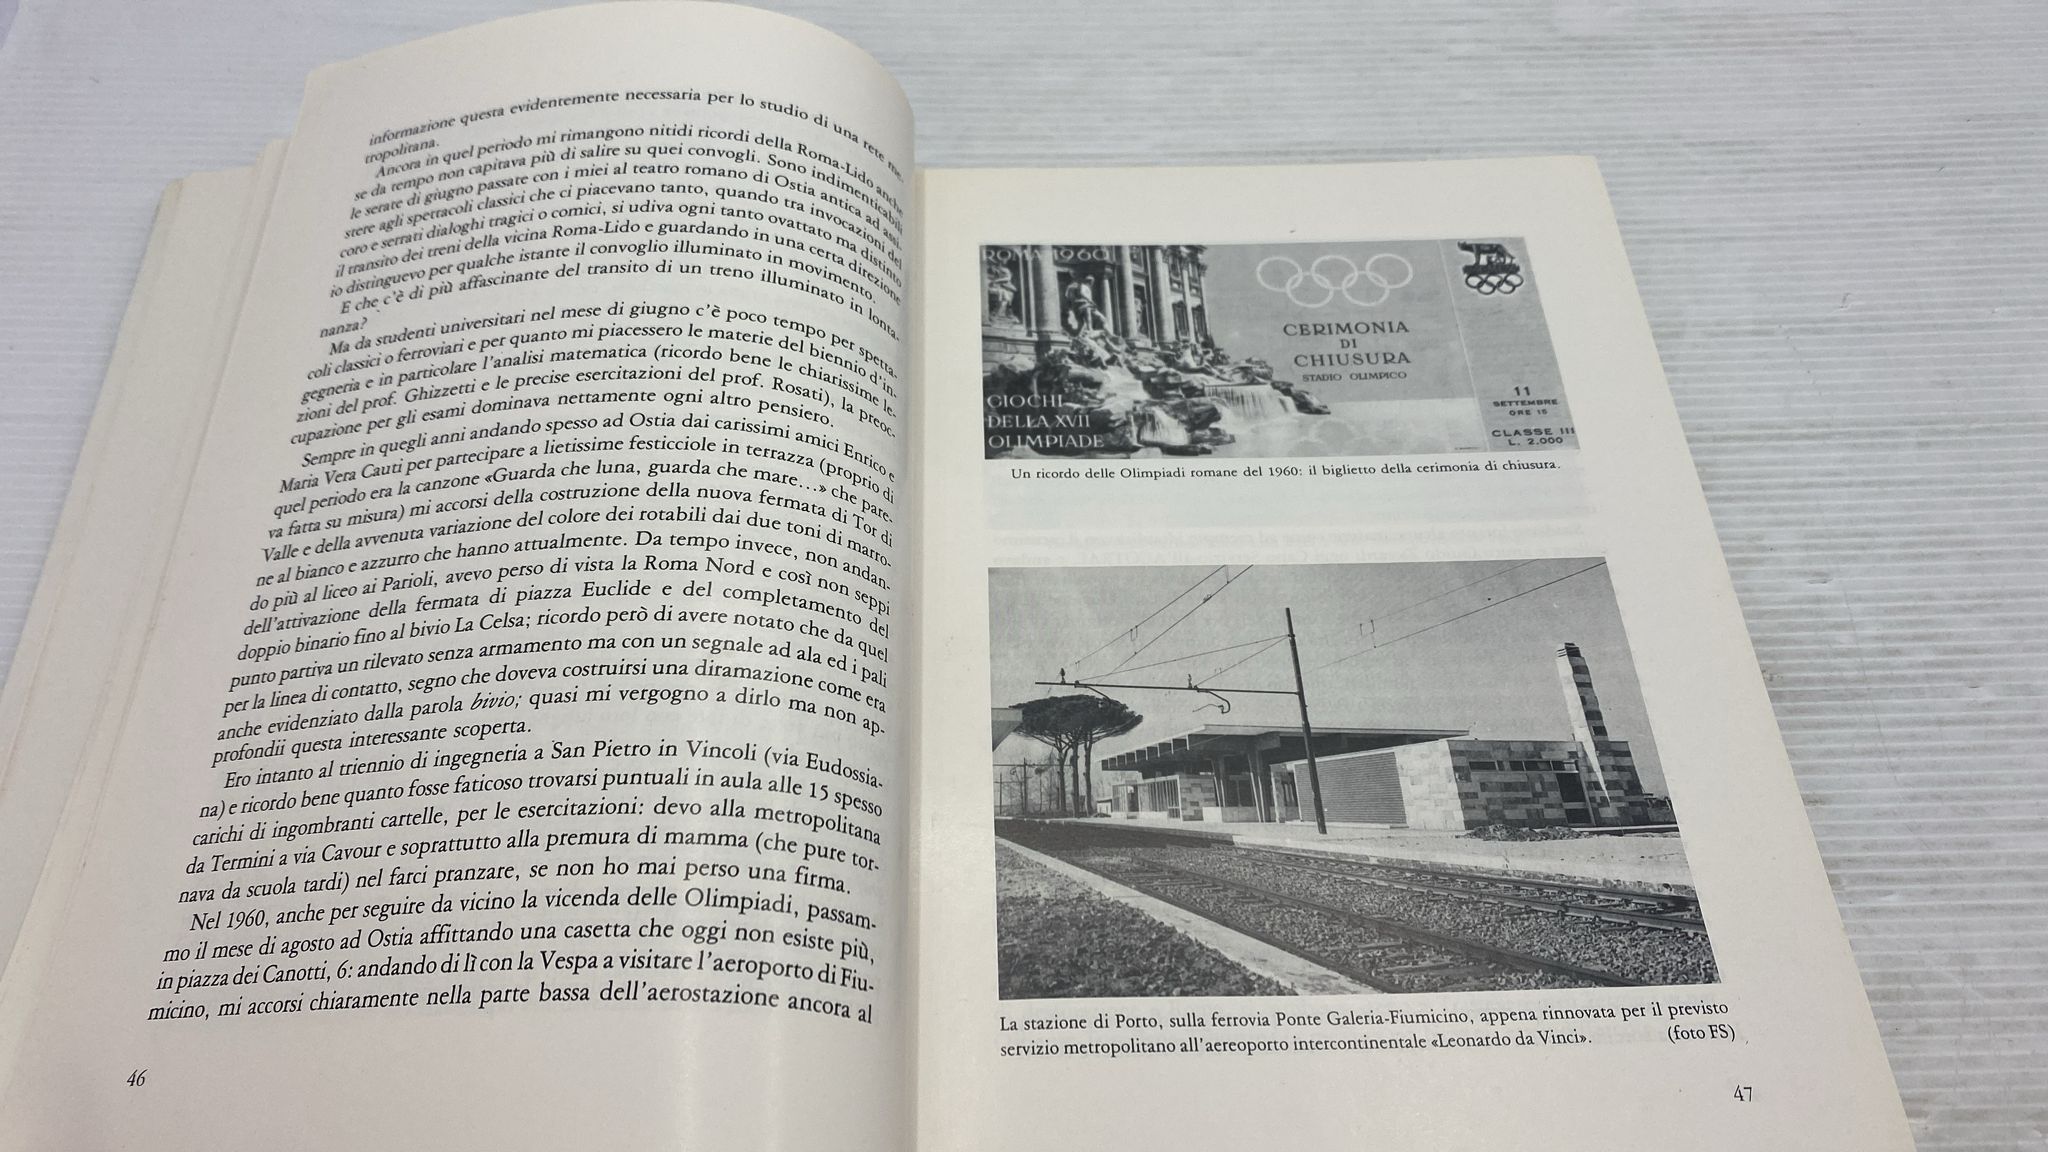 informazione questa evidentemente necessaria per lo studio di una rete me-
tropolitana.
Ancora in quel periodo mi rimangono nitidi ricordi della Roma-Lido anche
se da tempo non capitava più di salire su quei convogli. Sono indimenticabili
le serate di giugno passate con i miei al teatro romano di Ostia antica ad assi-
stere agli spettacoli classici che ci piacevano tanto, quando tra invocazioni del
coro e serrati dialoghi tragici o comici, si udiva ogni tanto ovattato ma distinto
il transito dei treni della vicina Roma-Lido e guardando in una certa direzione
io distinguevo per qualche istante il convoglio illuminato in movimento.
E che c'è di più affascinante del transito di un treno illuminato in lonta-
nanza?
Ma da studenti universitari nel mese di giugno c'è poco tempo per spetta-
coli classici o ferroviari e per quanto mi piacessero le materie del biennio d'in-
gegneria e in particolare l'analisi matematica (ricordo bene le chiarissime le-
zioni del prof. Ghizzetti e le precise esercitazioni del prof. Rosati), la preoc-
cupazione per gli esami dominava nettamente ogni altro pensiero.
Sempre in quegli anni andando spesso ad Ostia dai carissimi amici Enrico e
Maria Vera Cauti per partecipare a lietissime festicciole in terrazza (proprio di
quel periodo era la canzone «Guarda che luna, guarda che mare...» che pare-
va fatta su misura) mi accorsi della costruzione della nuova fermata di Tor di
Valle e della avvenuta variazione del colore dei rotabili dai due toni di marro-
ne al bianco e azzurro che hanno attualmente. Da tempo invece, non andan-
do più al liceo ai Parioli, avevo perso di vista la Roma Nord e così non seppi
dell'attivazione della fermata di piazza Euclide e del completamento del
doppio binario fino al bivio La Celsa; ricordo però di avere notato che da quel
punto partiva un rilevato senza armamento ma con un segnale ad ala ed i pali
per la linea di contatto, segno che doveva costruirsi una diramazione come era
anche evidenziato dalla parola bivio; quasi mi vergogno a dirlo ma non ap-
profondii questa interessante scoperta.
Ero intanto al triennio di ingegneria a San Pietro in Vincoli (via Eudossia-
na) e ricordo bene quanto fosse faticoso trovarsi puntuali in aula alle 15 spesso
carichi di ingombranti cartelle, per le esercitazioni: devo alla metropolitana
da Termini a via Cavour e soprattutto alla premura di mamma (che pure tor-
nava da scuola tardi) nel farci pranzare, se non ho mai perso una firma.
Nel 1960, anche per seguire da vicino la vicenda delle Olimpiadi, passam-
mo il mese di agosto ad Ostia affittando una casetta che oggi non esiste più,
in piazza dei Canotti, 6: andando di lì con la Vespa a visitare l'aeroporto di Fiu-
micino, mi accorsi chiaramente nella parte bassa dell'aerostazione ancora al
46
ROMA 1960
GIOCHI
DELLA XVII
OLIMPIADE
CERIMONIA
DI
CHIUSURA
STADIO OLIMPICO
11
SETTEMBRE
ORE 15
CLASSE III
L. 2.000
Un ricordo delle Olimpiadi romane del 1960: il biglietto della cerimonia di chiusura.
La stazione di Porto, sulla ferrovia Ponte Galeria-Fiumicino, appena rinnovata per il previsto
servizio metropolitano all'aereoporto intercontinentale «Leonardo da Vinci». (foto FS)
47